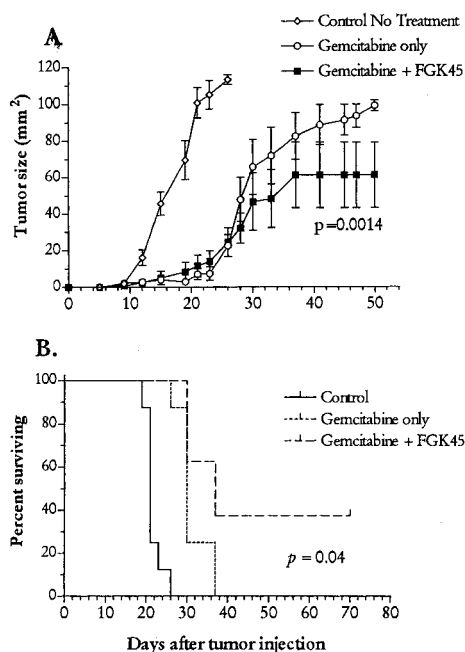 A.
Control No Treatment
Gemcitabine only
Gemcitabine + FGK45
Tumor size (mm2)
120
100
80
60
40
20
0
p=0.0014
0 10 20 30 40 50
B.
Percent surviving
100
80
60
40
20
0
Control
Gemcitabine only
Gemcitabine + FGK45
p = 0.04
0 10 20 30 40 50 60 70 80
Days after tumor injection